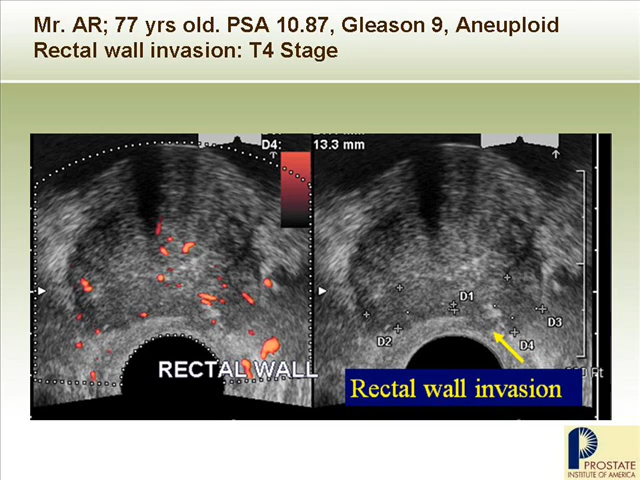 Mr. AR; 77 yrs old. PSA 10.87, Gleason 9, Aneuploid
Rectal wall invasion: T4 Stage
D4:
13.3 mm
D1
D3
D2
D4
RECTAL WALL
Rectal wall invasion
PROSTATE
INSTITUTE OF AMERICA